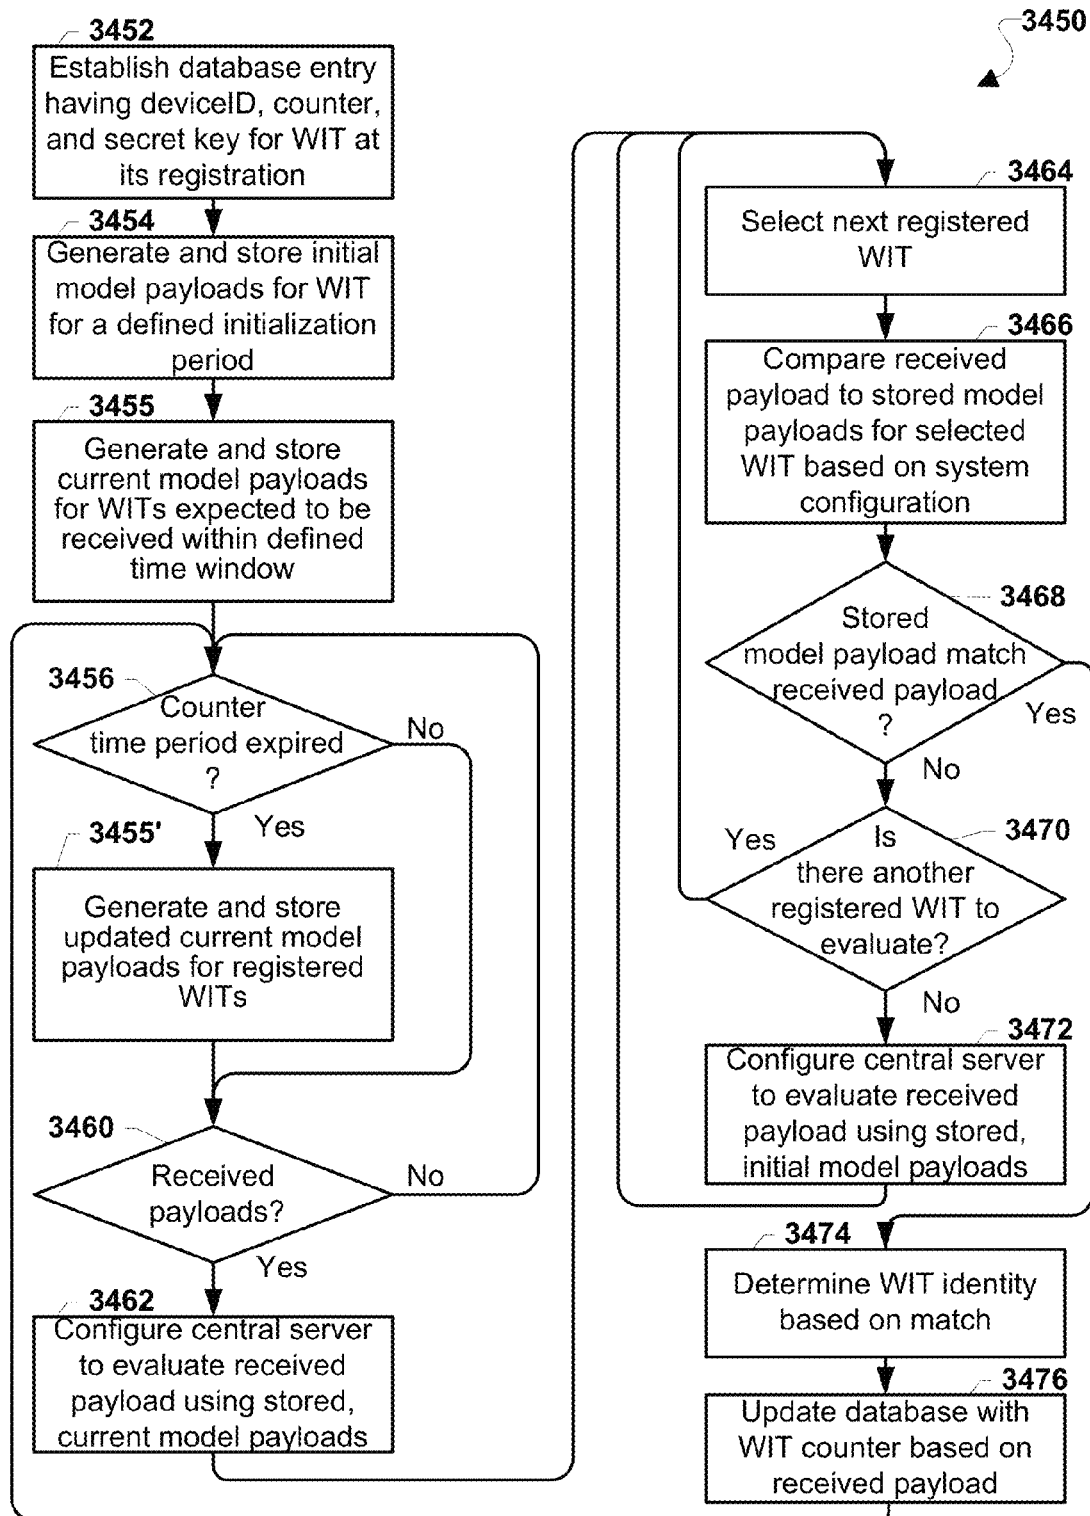 3450
3452
Establish database entry
having deviceID, counter,
and secret key for WIT at
its registration
3454
Generate and store initial
model payloads for WIT
for a defined initialization
period
3455
Generate and store
current model payloads
for WITs expected to be
received within defined
time window
3456
Counter
time period expired
?
No
Yes
3455'
Generate and store
updated current model
payloads for registered
WITs
3460
Received
payloads?
No
Yes
3462
Configure central server
to evaluate received
payload using stored,
current model payloads
3464
Select next registered
WIT
3466
Compare received
payload to stored model
payloads for selected
WIT based on system
configuration
3468
Stored
model payload match
received payload
?
Yes
No
3470
Yes
Is
there another
registered WIT to
evaluate?
No
3472
Configure central server
to evaluate received
payload using stored,
initial model payloads
3474
Determine WIT identity
based on match
3476
Update database with
WIT counter based on
received payload